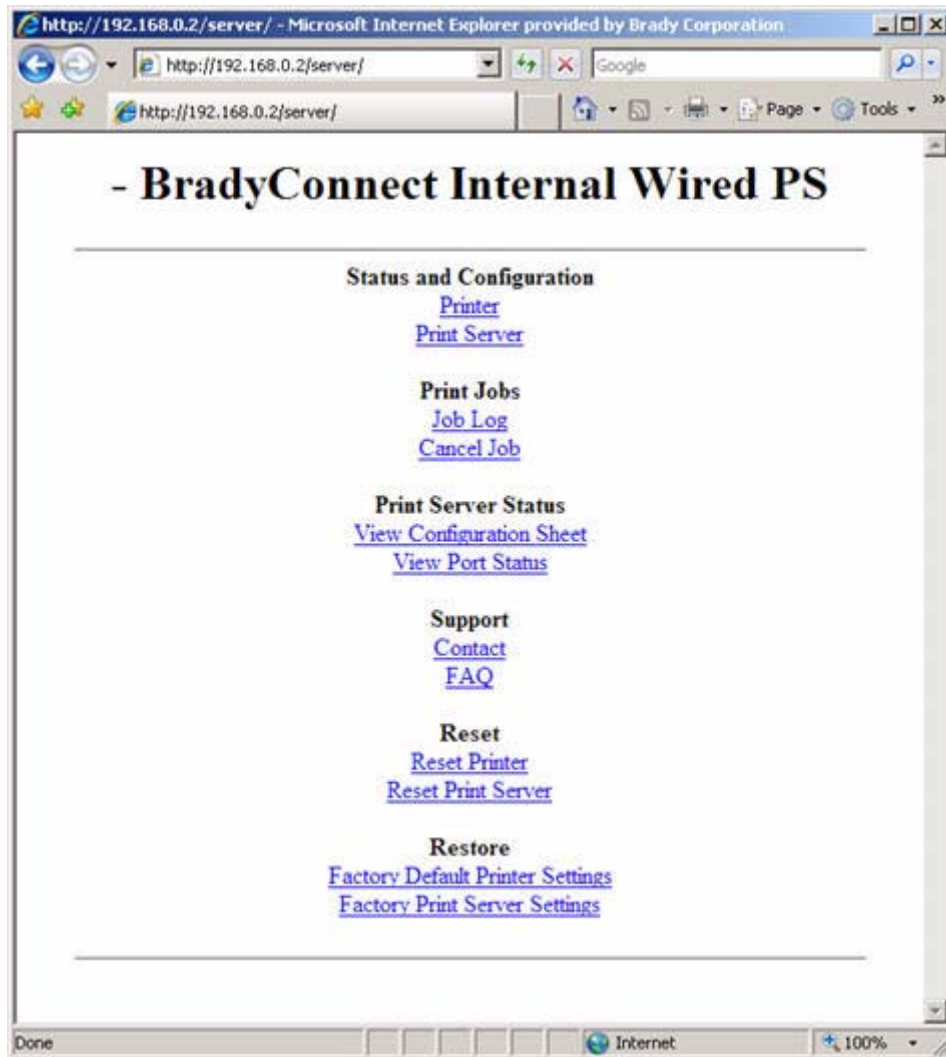 http://192.168.0.2/server/ - Microsoft Internet Explorer provided by Brady Corporation
http://192.168.0.2/server/ Google
http://192.168.0.2/server/ Page Tools »
- BradyConnect Internal Wired PS
Status and Configuration
Printer
Print Server
Print Jobs
Job Log
Cancel Job
Print Server Status
View Configuration Sheet
View Port Status
Support
Contact
FAQ
Reset
Reset Printer
Reset Print Server
Restore
Factory Default Printer Settings
Factory Print Server Settings
Done Internet 100%